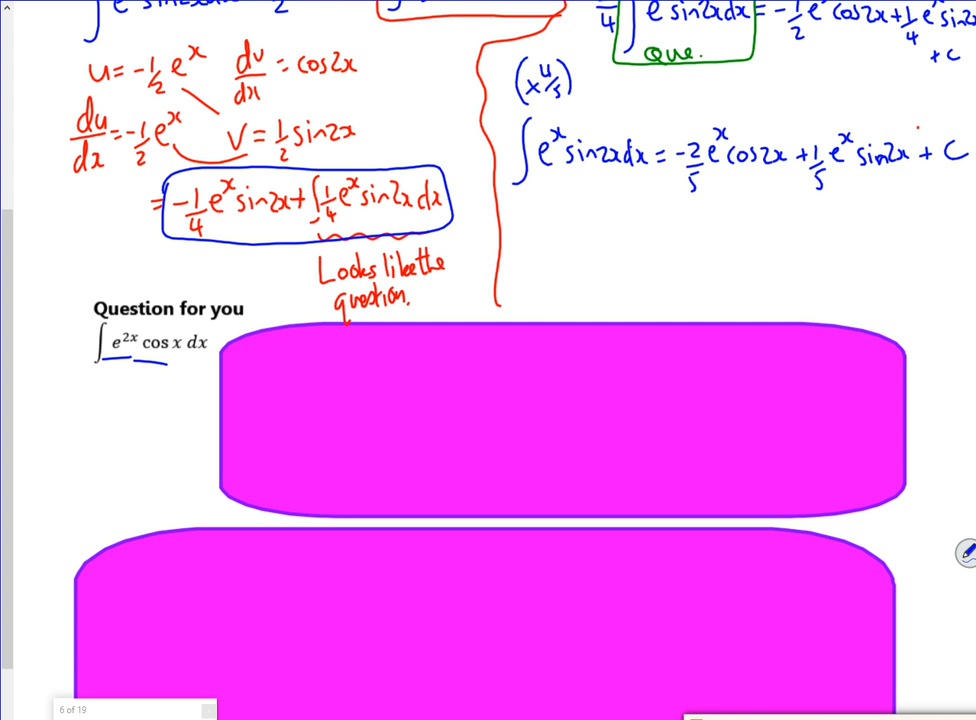 u = -1/2 e^x   dv/dx = cos2x
du/dx = -1/2 e^x   v = 1/2 sin2x
= -1/4 e^x sin2x + ∫ 1/4 e^x sin2x dx
Looks like the
question.
sin2x dx = -1/2 e cos2x + 1/4 e^x sin2x
+ C
Que.
(x 4/5)
∫ e^x sin2x dx = -2/5 e^x cos2x + 1/5 e^x sin2x + C
Question for you
∫ e^2x cos x dx
6 of 19